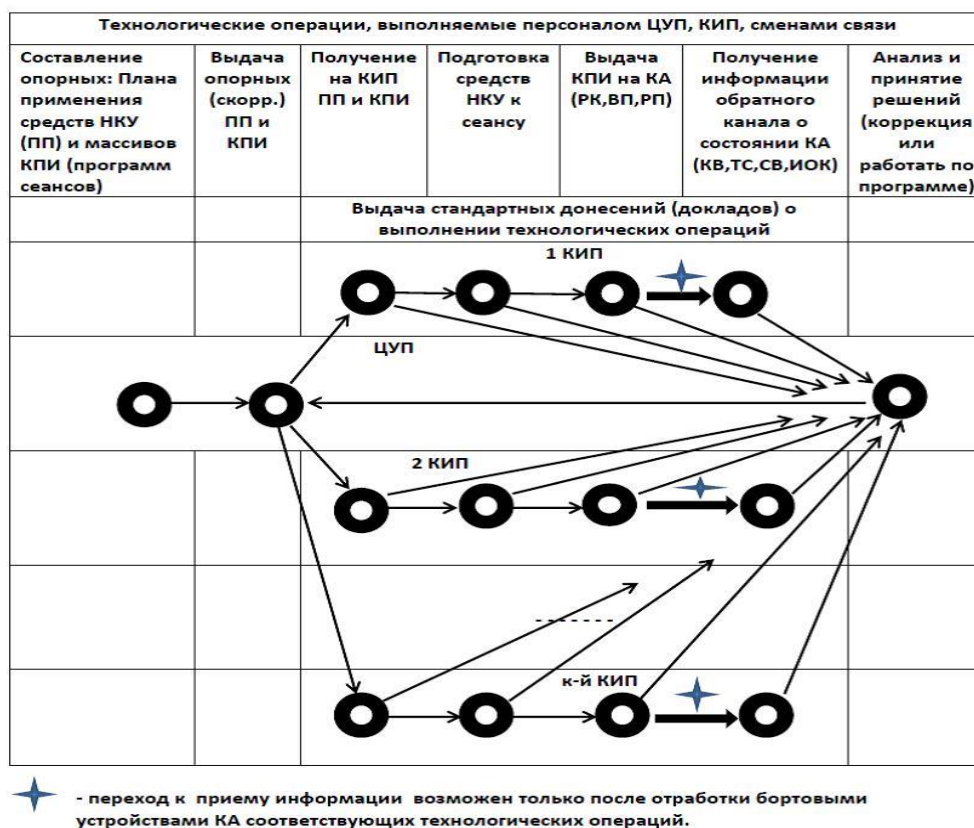 Технологические операции, выполняемые персоналом ЦУП, КИП, сменами связи
Составление
опорных: Плана
применения
средств НКУ
(ПП) и массивов
КПИ (программ
сеансов)
Выдача
опорных
(скорр.)
ПП и
КПИ
Получение
на КИП
ПП и КПИ
Подготовка
средств
НКУ к
сеансу
Выдача
КПИ на КА
(РК,ВП,РП)
Получение
информации
обратного
канала о
состоянии КА
(КВ,ТС,СВ,ИОК)
Анализ и
принятие
решений
(коррекция
или
работать по
программе)
Выдача стандартных донесений (докладов) о
выполнении технологических операций
1 КИП
ЦУП
2 КИП
к-й КИП
- переход к приему информации возможен только после отработки бортовыми
устройствами КА соответствующих технологических операций.